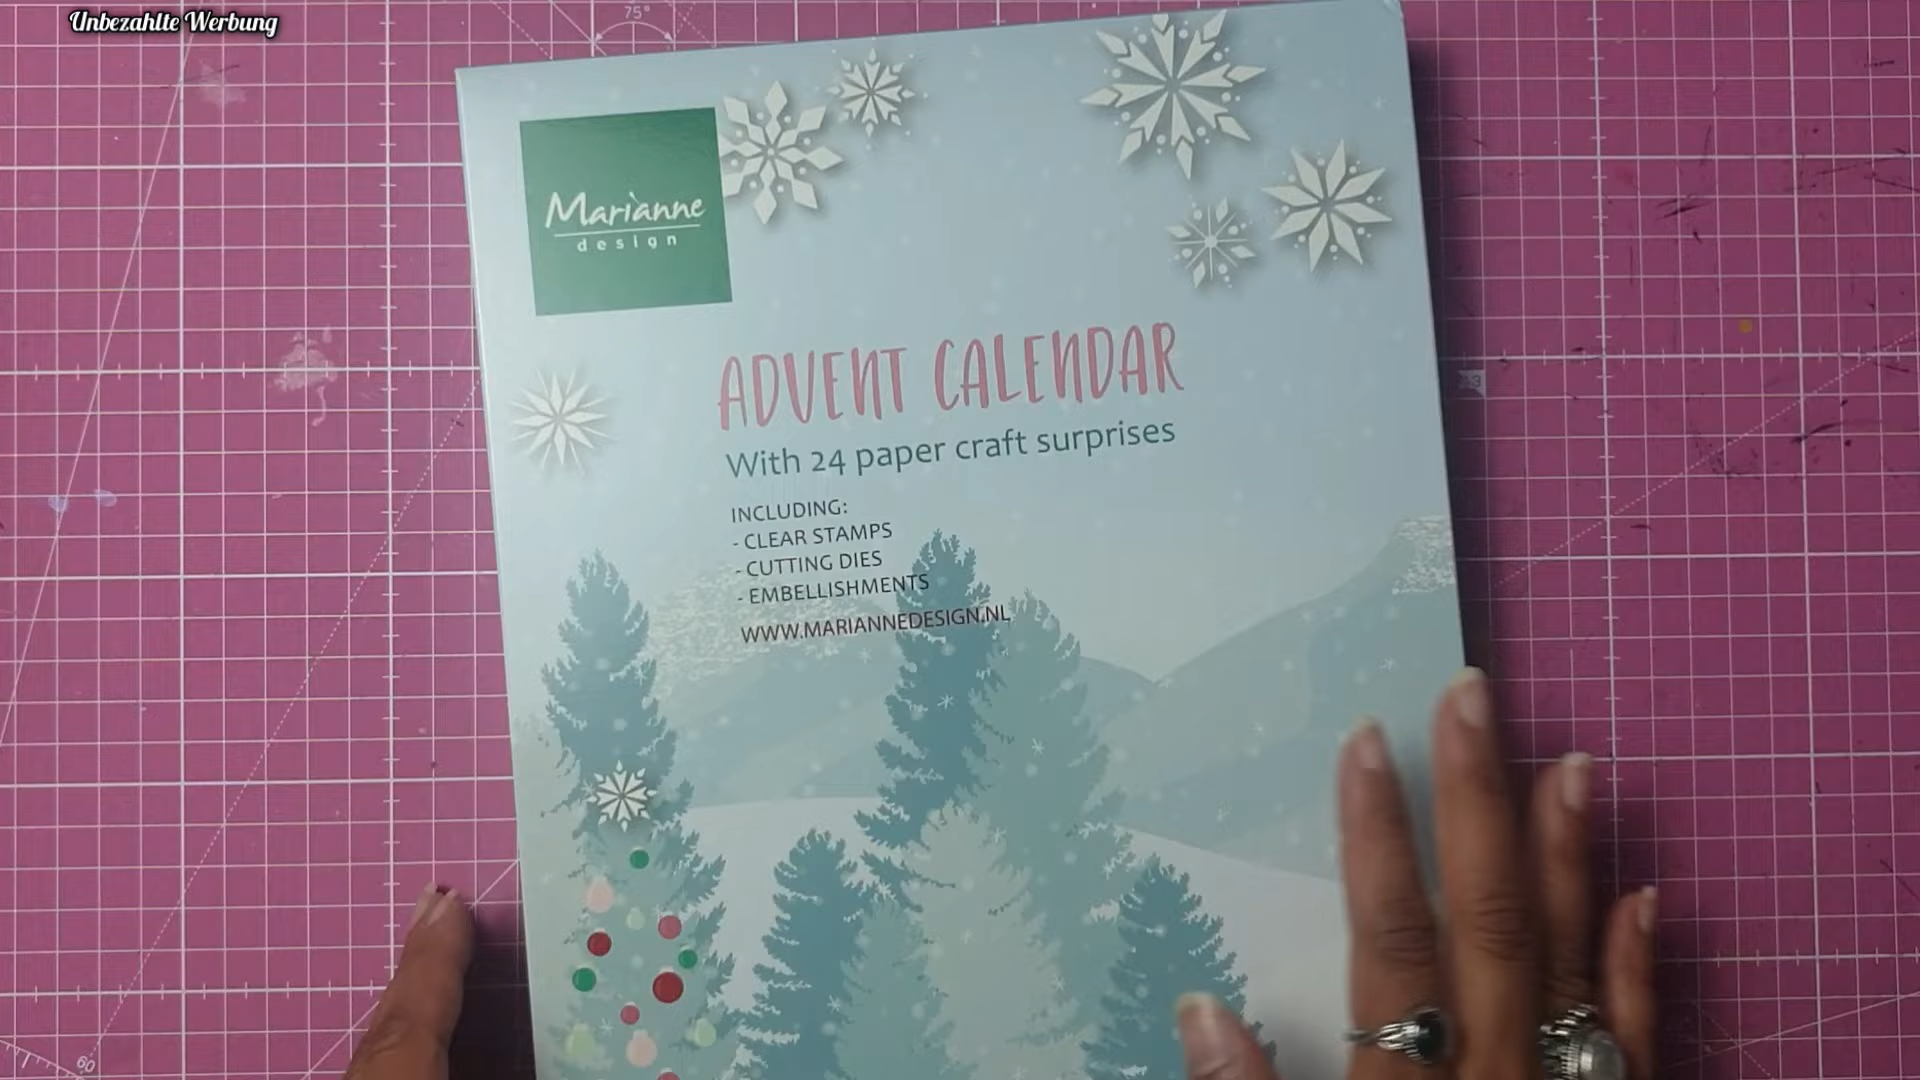 Unbezahlte Werbung
75°
Marianne
design
ADVENT CALENDAR
With 24 paper craft surprises
INCLUDING:
- CLEAR STAMPS
- CUTTING DIES
- EMBELLISHMENTS
WWW.MARIANNEDESIGN.NL
60